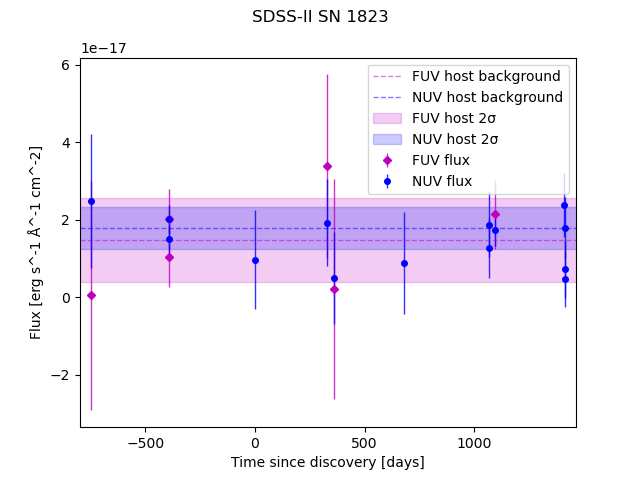 SDSS-II SN 1823
1e−17
FUV host background
NUV host background
FUV host 2σ
NUV host 2σ
FUV flux
NUV flux
Flux [erg s^-1 Å^-1 cm^-2]
6
4
2
0
−2
−500
0
500
1000
Time since discovery [days]